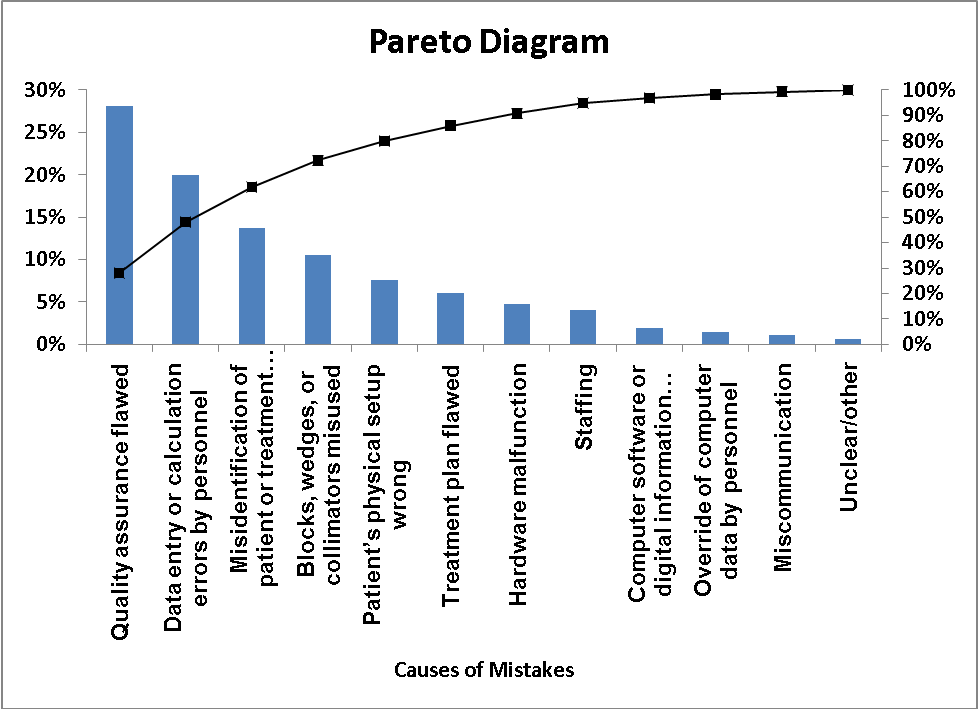 Pareto Diagram
30%
25%
20%
15%
10%
5%
0%
100%
90%
80%
70%
60%
50%
40%
30%
20%
10%
0%
Quality assurance flawed
Data entry or calculation
errors by personnel
Misidentification of
patient or treatment…
Blocks, wedges, or
collimators misused
Patient's physical setup
wrong
Treatment plan flawed
Hardware malfunction
Staffing
Computer software or
digital information…
Override of computer
data by personnel
Miscommunication
Unclear/other
Causes of Mistakes